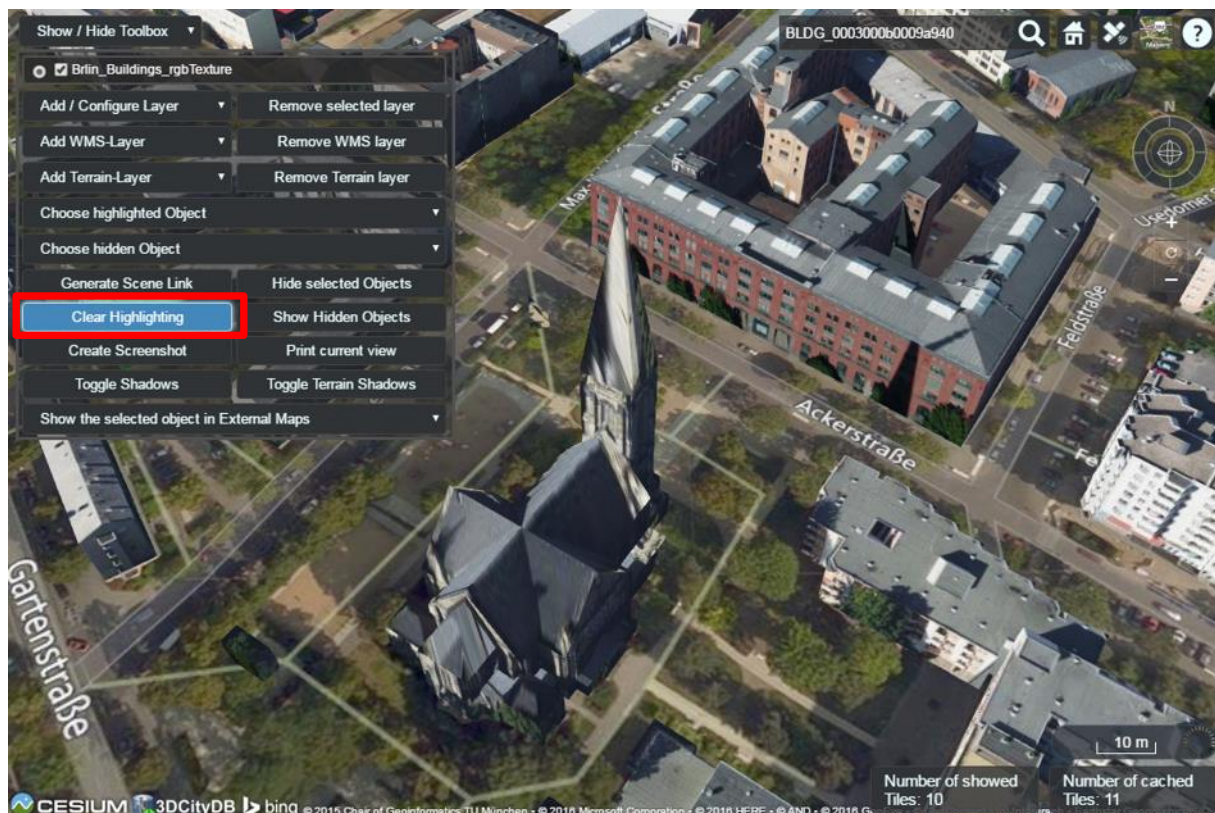 Show / Hide Toolbox
BLDG_0003000b0009a940
Brlin_Buildings_rgbTexture
Add / Configure Layer
Remove selected layer
Add WMS-Layer
Remove WMS layer
Add Terrain-Layer
Remove Terrain layer
Choose highlighted Object
Choose hidden Object
Generate Scene Link
Hide selected Objects
Clear Highlighting
Show Hidden Objects
Create Screenshot
Print current view
Toggle Shadows
Toggle Terrain Shadows
Show the selected object in External Maps
N
Feldstraße
Ackerstraße
Gartenstraße
10 m
Number of showed
Tiles: 10
Number of cached
Tiles: 11
CESIUM 3DCityDB bing © 2015 Chair of Geoinformatics TU München - © 2016 Microsoft Corporation - © 2016 HERE - © AND - © 2016